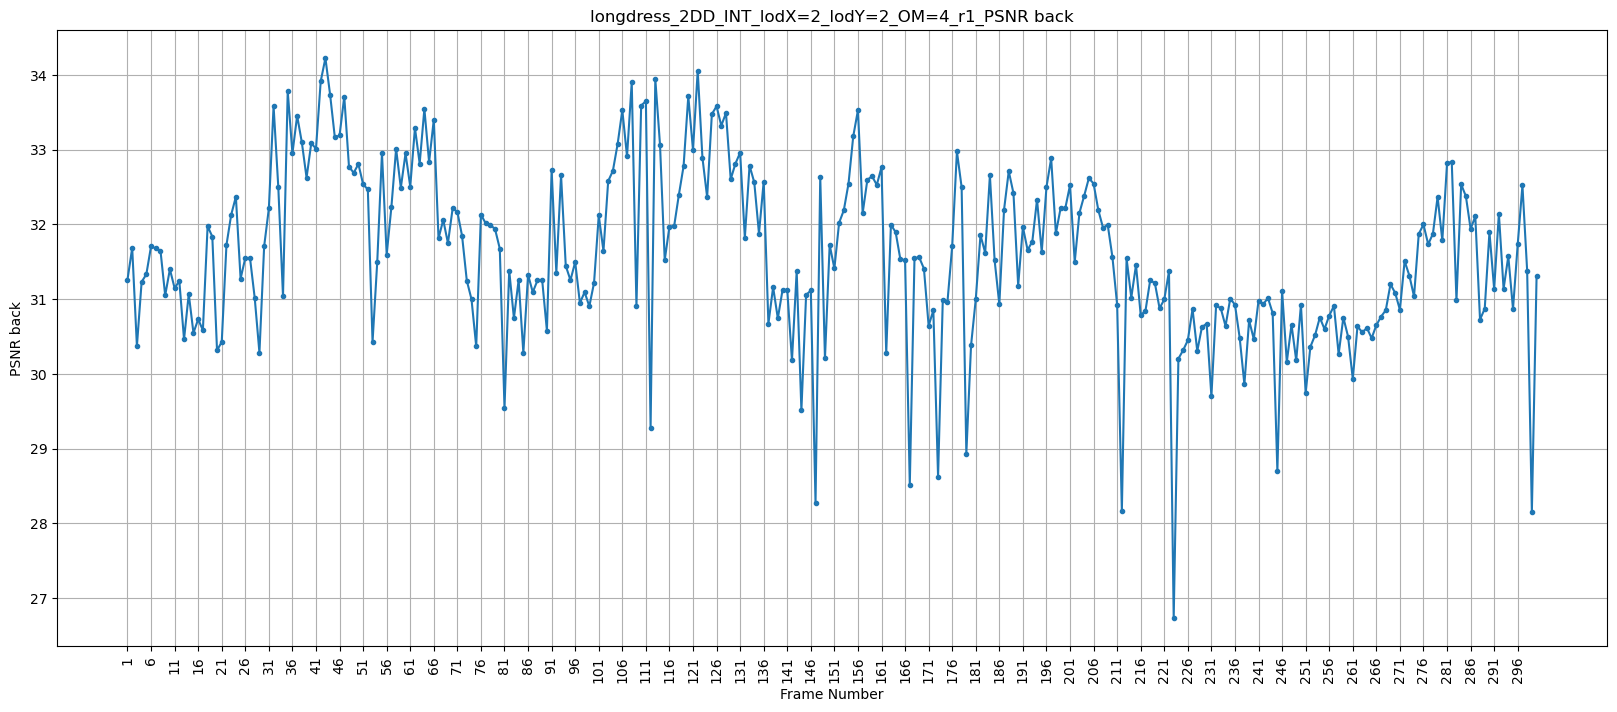 longdress_2DD_INT_lodX=2_lodY=2_OM=4_r1_PSNR back
PSNR back
34
33
32
31
30
29
28
27
1 6 11 16 21 26 31 36 41 46 51 56 61 66 71 76 81 86 91 96 101 106 111 116 121 126 131 136 141 146 151 156 161 166 171 176 181 186 191 196 201 206 211 216 221 226 231 236 241 246 251 256 261 266 271 276 281 286 291 296
Frame Number